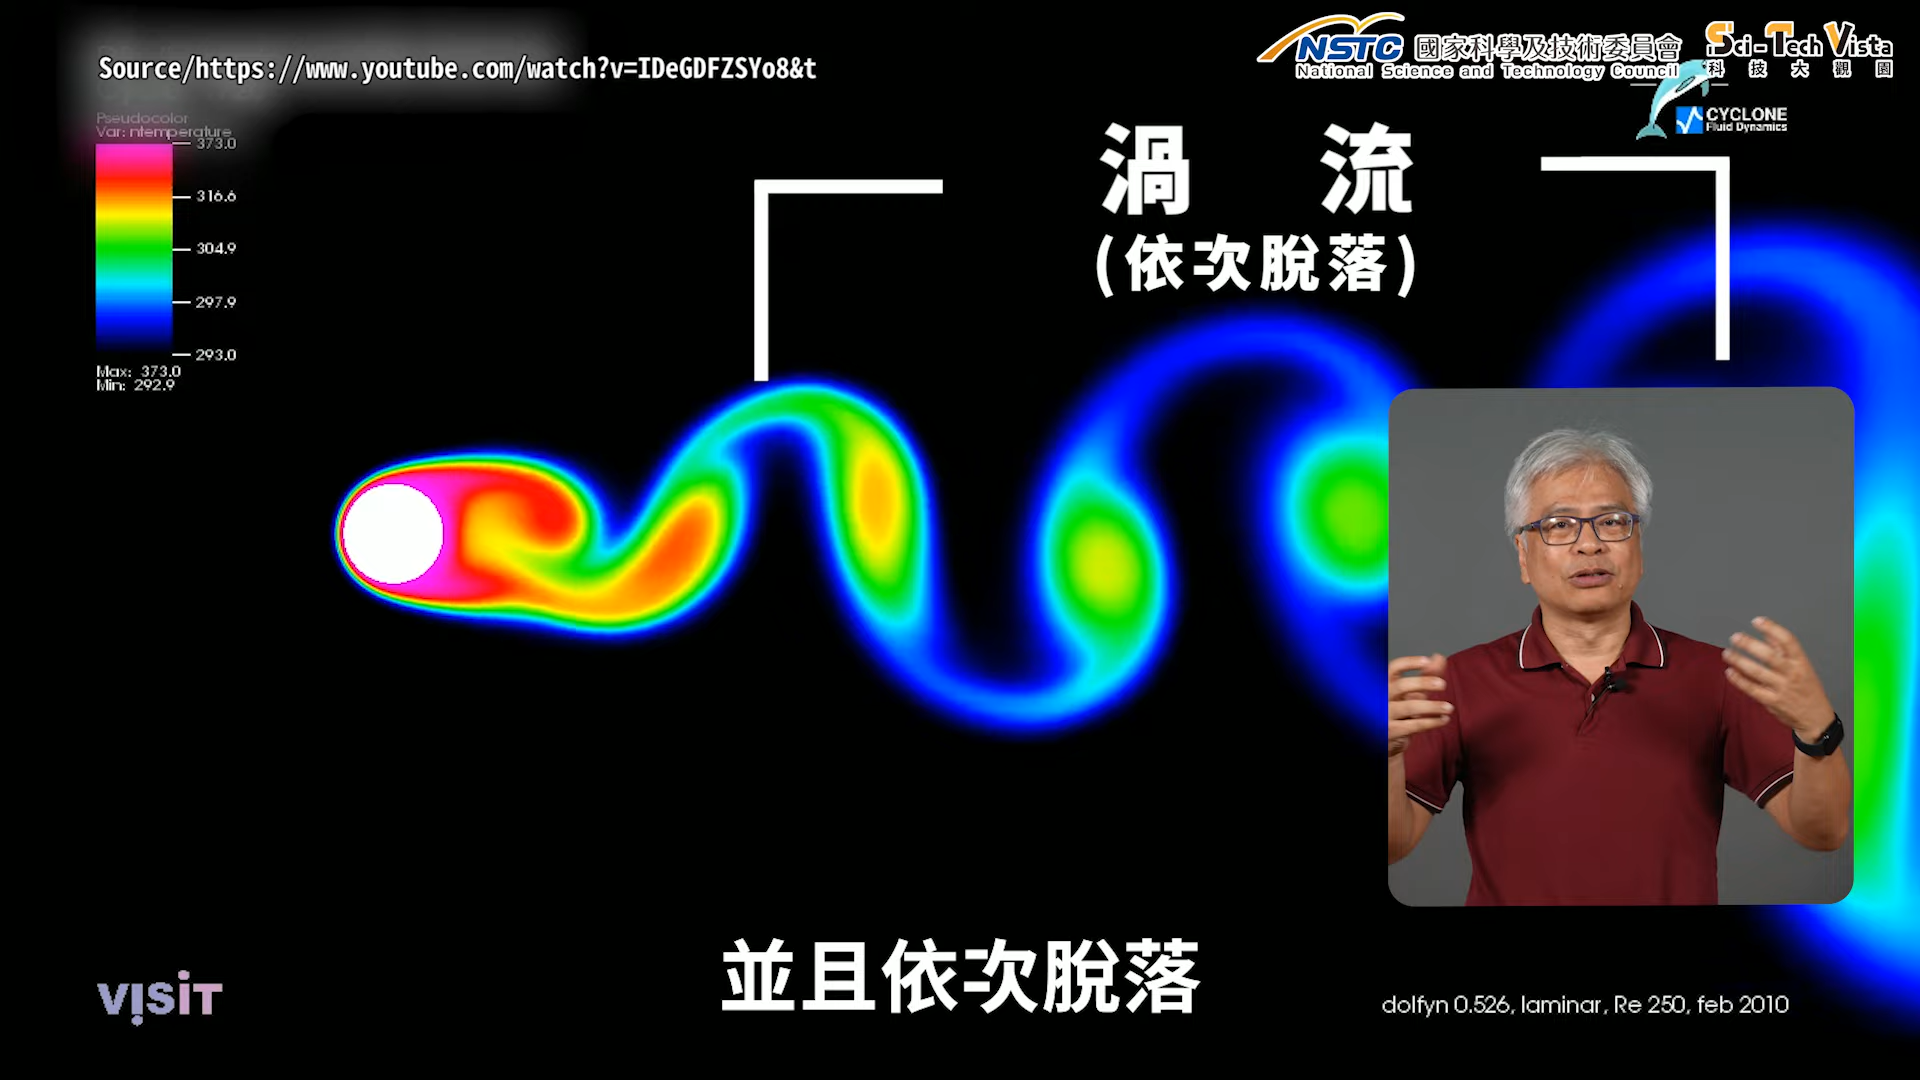 Source/https://www.youtube.com/watch?v=IDeGDFZSYo8&t
NSTC 國家科學及技術委員會
National Science and Technology Council
Sci-Tech Vista
科技大觀園
CYCLONE
Fluid Dynamics
Pseudocolor
Var: ntemperature
373.0
316.6
304.9
297.9
293.0
Max: 373.0
Min: 292.9
渦流
(依次脫落)
並且依次脫落
VISIT
dolfyn 0.526, laminar, Re 250, feb 2010